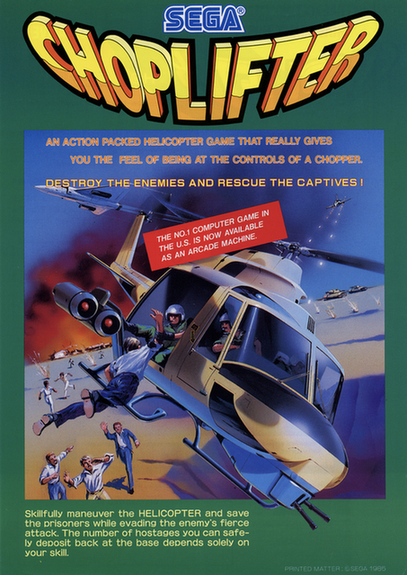 SEGA®
CHOPLIFTER
AN ACTION PACKED HELICOPTER GAME THAT REALLY GIVES
YOU THE FEEL OF BEING AT THE CONTROLS OF A CHOPPER.
DESTROY THE ENEMIES AND RESCUE THE CAPTIVES!
THE NO.1 COMPUTER GAME IN
THE U.S. IS NOW AVAILABLE
AS AN ARCADE MACHINE.
Skillfully maneuver the HELICOPTER and save
the prisoners while evading the enemy's fierce
attack. The number of hostages you can safe-
ly deposit back at the base depends solely on
your skill.
PRINTED MATTER: ©SEGA 1985